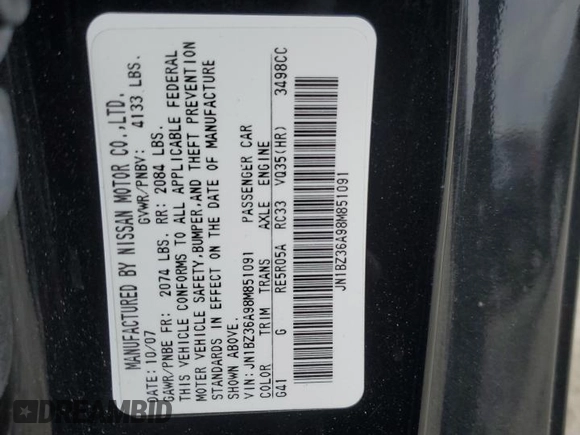 MANUFACTURED BY NISSAN MOTOR CO.,LTD.
DATE: 10/07 GVWR/PNBV: 4133 LBS.
GAWR/PNBE FR: 2074 LBS. RR: 2084 LBS.
THIS VEHICLE CONFORMS TO ALL APPLICABLE FEDERAL
MOTOR VEHICLE SAFETY,BUMPER,AND THEFT PREVENTION
STANDARDS IN EFFECT ON THE DATE OF MANUFACTURE
SHOWN ABOVE.
VIN: JN1BZ36A98M851091 PASSENGER CAR
COLOR TRIM TRANS AXLE ENGINE
G41 G RE5R05A RC33 VQ35(HR) 3498CC
JN1BZ36A98M851091
DREAMBID